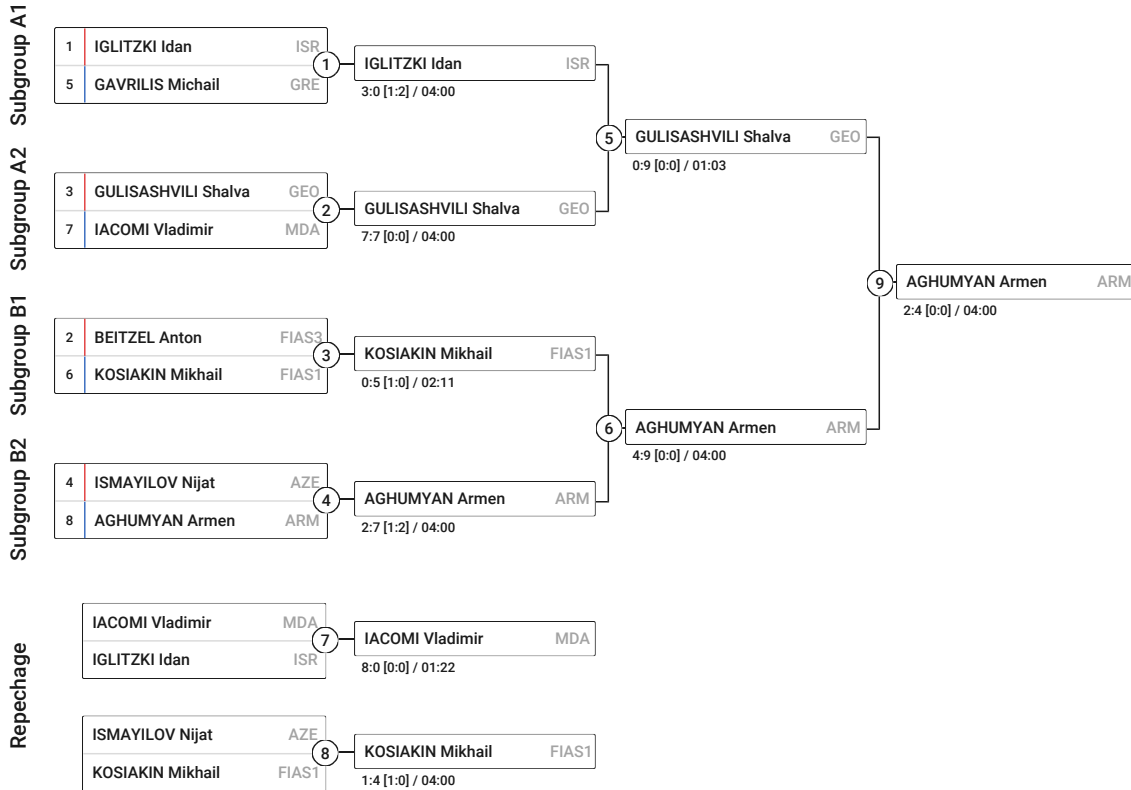 Subgroup A1
1 IGLITZKI Idan ISR
5 GAVRILIS Michail GRE
1
IGLITZKI Idan ISR
3:0 [1:2] / 04:00
Subgroup A2
3 GULISASHVILI Shalva GEO
7 IACOMI Vladimir MDA
2
GULISASHVILI Shalva GEO
7:7 [0:0] / 04:00
5
GULISASHVILI Shalva GEO
0:9 [0:0] / 01:03
Subgroup B1
2 BEITZEL Anton FIAS3
6 KOSIAKIN Mikhail FIAS1
3
KOSIAKIN Mikhail FIAS1
0:5 [1:0] / 02:11
Subgroup B2
4 ISMAYILOV Nijat AZE
8 AGHUMYAN Armen ARM
4
AGHUMYAN Armen ARM
2:7 [1:2] / 04:00
6
AGHUMYAN Armen ARM
4:9 [0:0] / 04:00
9
AGHUMYAN Armen ARM
2:4 [0:0] / 04:00
Repechage
IACOMI Vladimir MDA
IGLITZKI Idan ISR
7
IACOMI Vladimir MDA
8:0 [0:0] / 01:22
ISMAYILOV Nijat AZE
KOSIAKIN Mikhail FIAS1
8
KOSIAKIN Mikhail FIAS1
1:4 [1:0] / 04:00